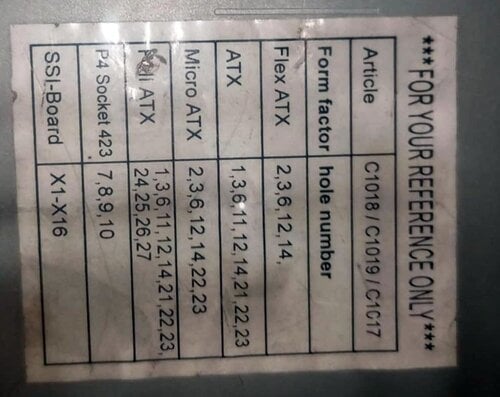 ***FOR YOUR REFERENCE ONLY***
Article C1018 / C1019 / C1017
Form factor hole number
Flex ATX 2,3,6,12,14,
ATX 1,3,6,11,12,14,21,22,23
Micro ATX 2,3,6,12,14,22,23
ATX 1,3,6,11,12,14,21,22,23,
24,25,26,27
P4 Socket 423 7,8,9,10
SSI-Board X1-X16